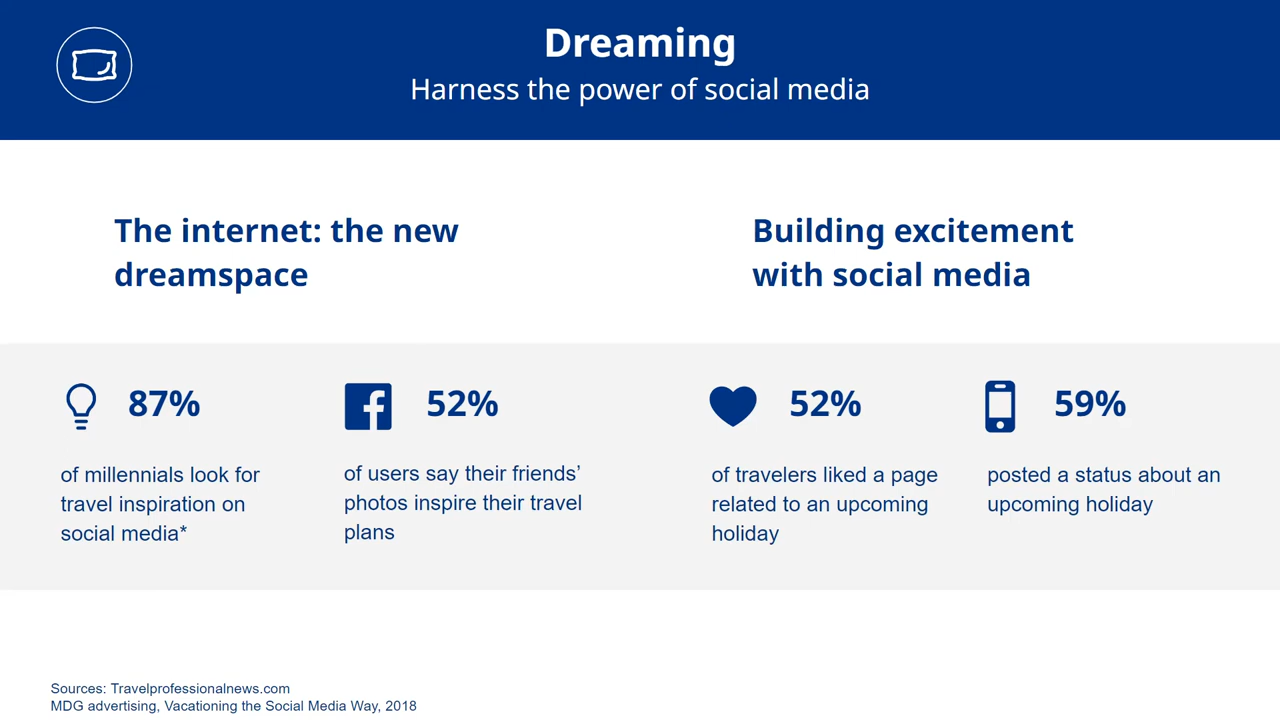 Dreaming
Harness the power of social media
The internet: the new
dreamspace
Building excitement
with social media
87%
of millennials look for
travel inspiration on
social media*
52%
of users say their friends’
photos inspire their travel
plans
52%
of travelers liked a page
related to an upcoming
holiday
59%
posted a status about an
upcoming holiday
Sources: Travelprofessionalnews.com
MDG advertising, Vacationing the Social Media Way, 2018